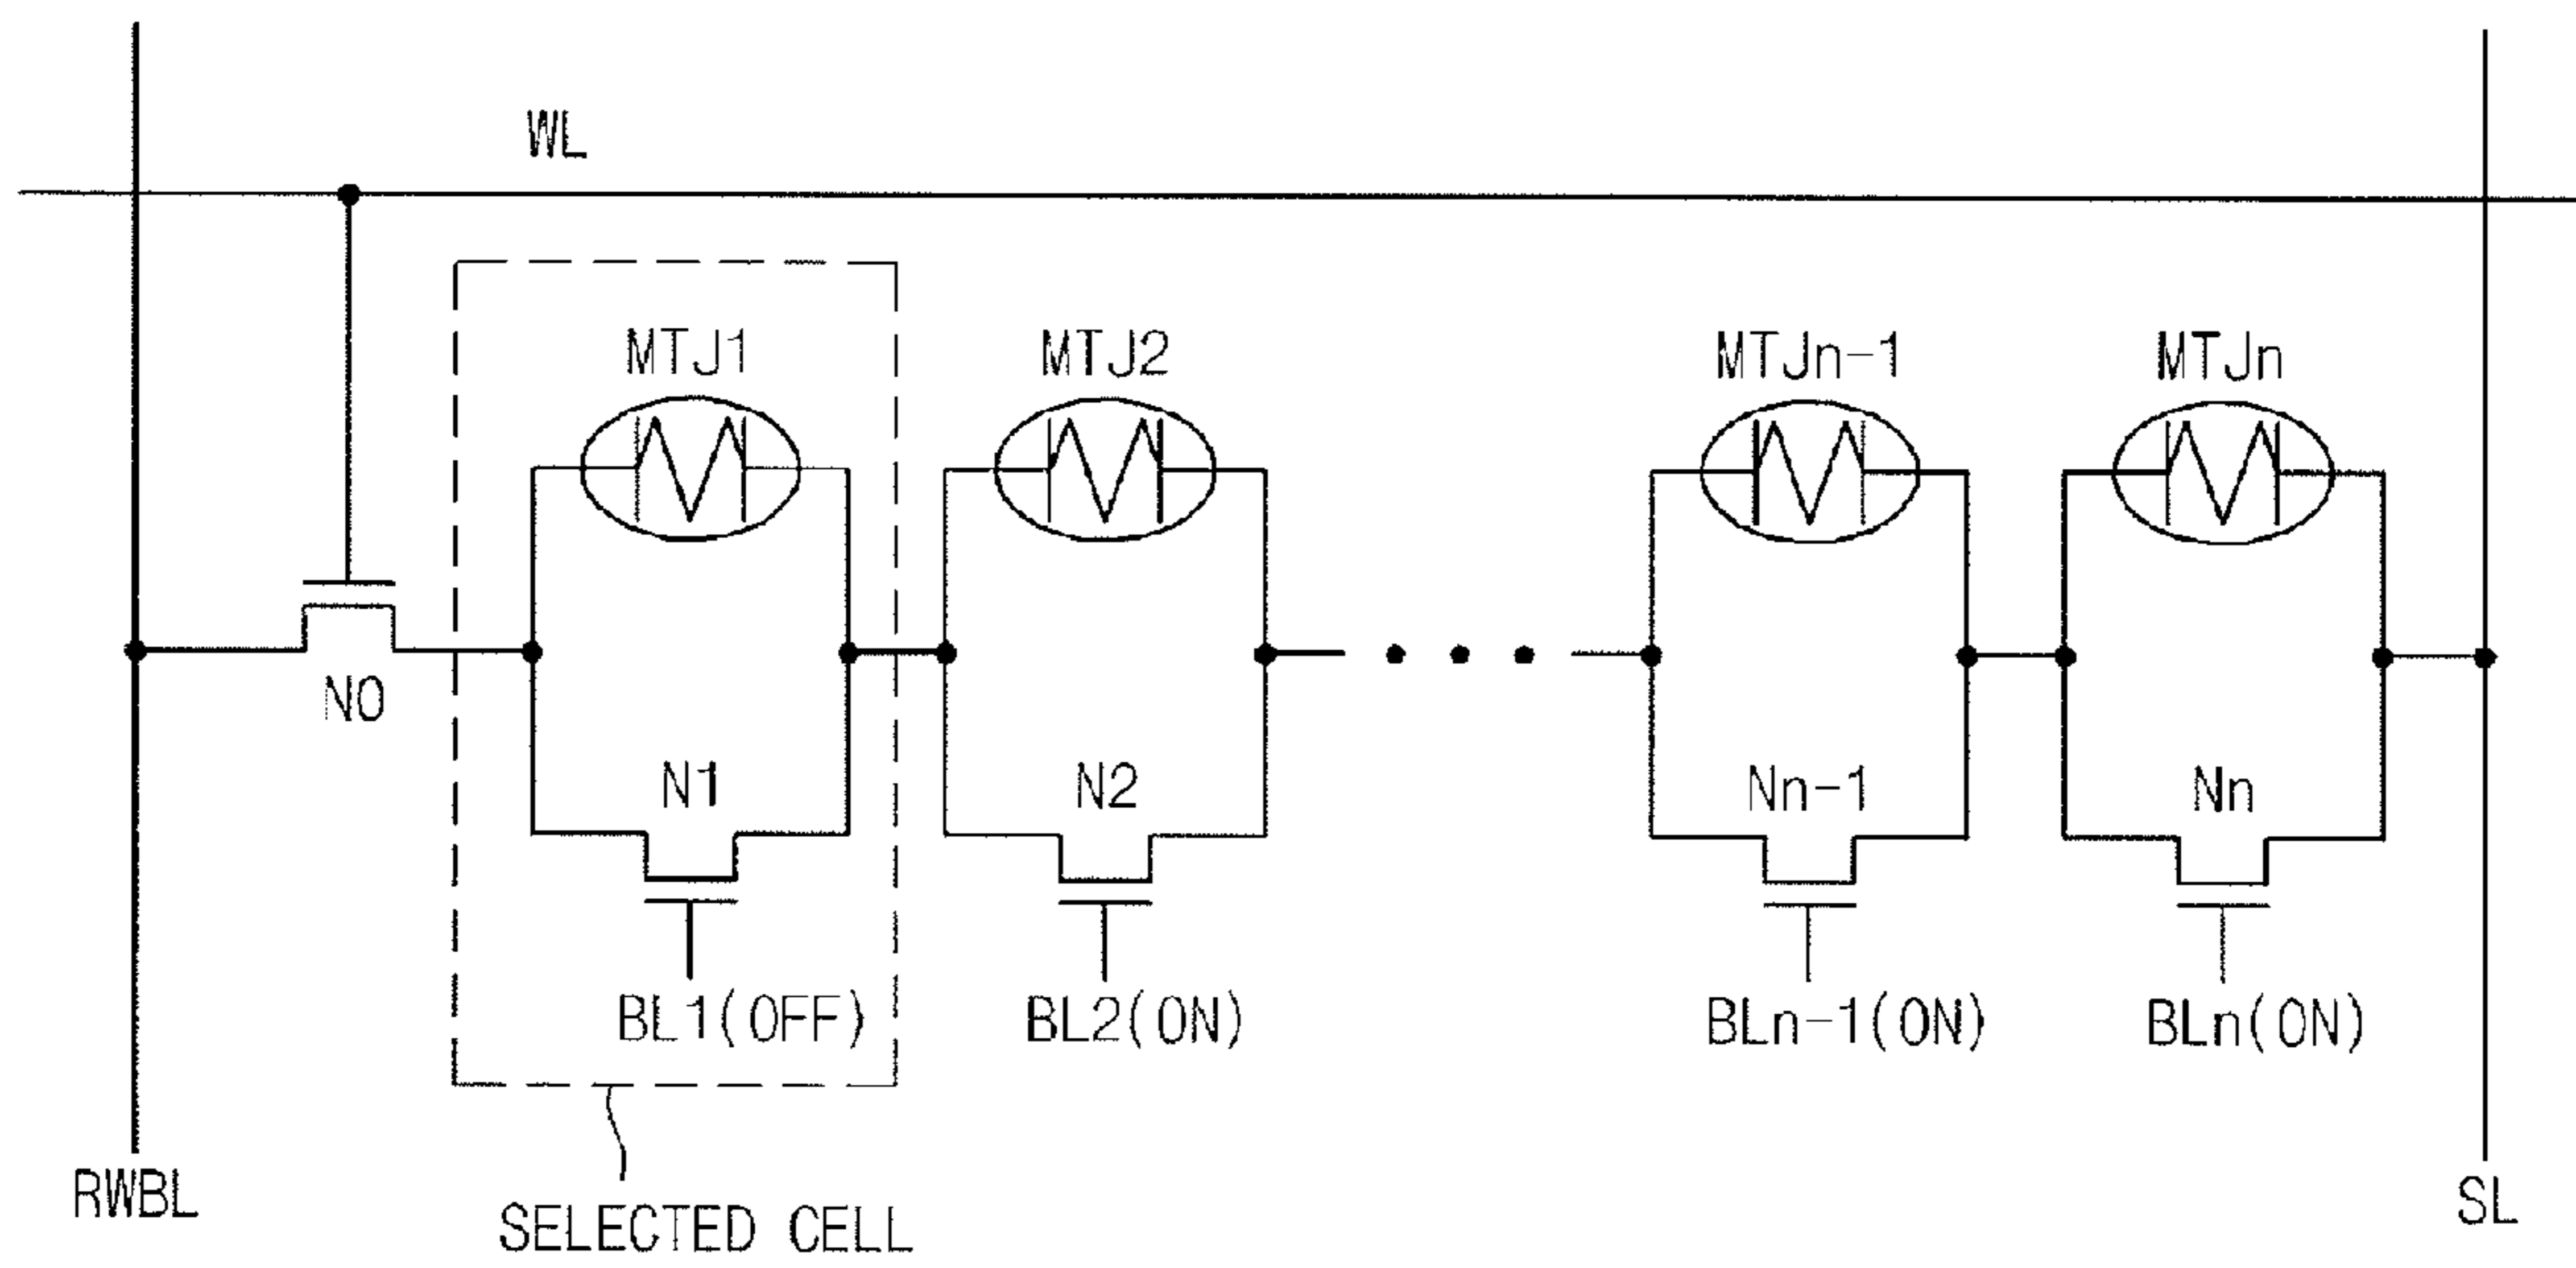 WL
MTJ1
MTJ2
MTJn-1
MTJn
N0
N1
N2
Nn-1
Nn
BL1(OFF)
BL2(ON)
BLn-1(ON)
BLn(ON)
RWBL
SELECTED CELL
SL